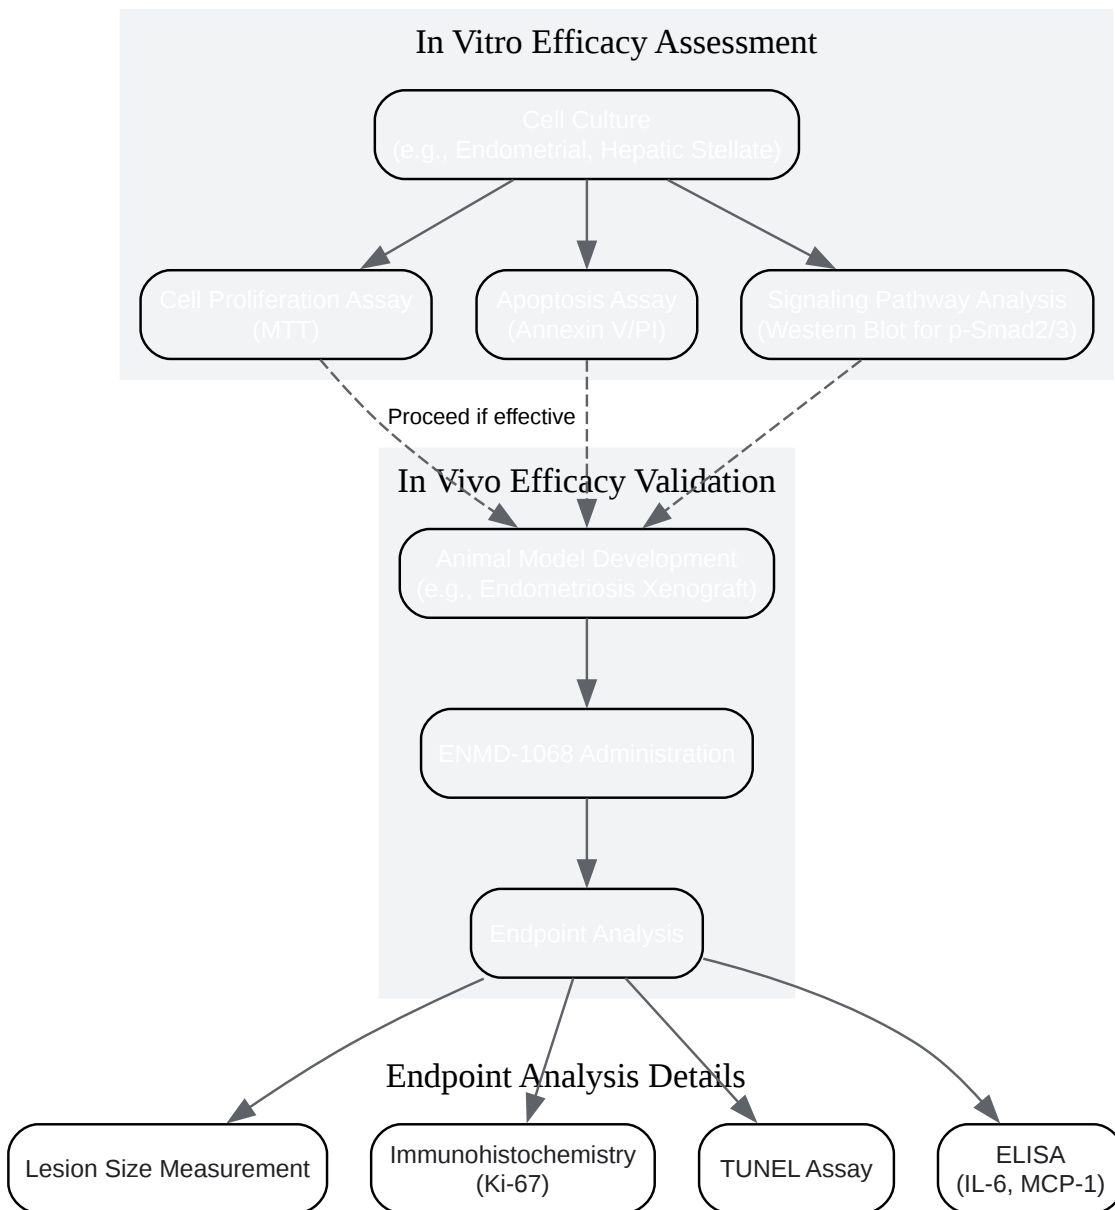 In Vitro Efficacy Assessment
Cell Culture
(e.g., Endometrial, Hepatic Stellate)
Cell Proliferation Assay
(MTT)
Apoptosis Assay
(Annexin V/PI)
Signaling Pathway Analysis
(Western Blot for p-Smad2/3)
Proceed if effective
In Vivo Efficacy Validation
Animal Model Development
(e.g., Endometriosis Xenograft)
ENMD-1068 Administration
Endpoint Analysis
Endpoint Analysis Details
Lesion Size Measurement
Immunohistochemistry
(Ki-67)
TUNEL Assay
ELISA
(IL-6, MCP-1)